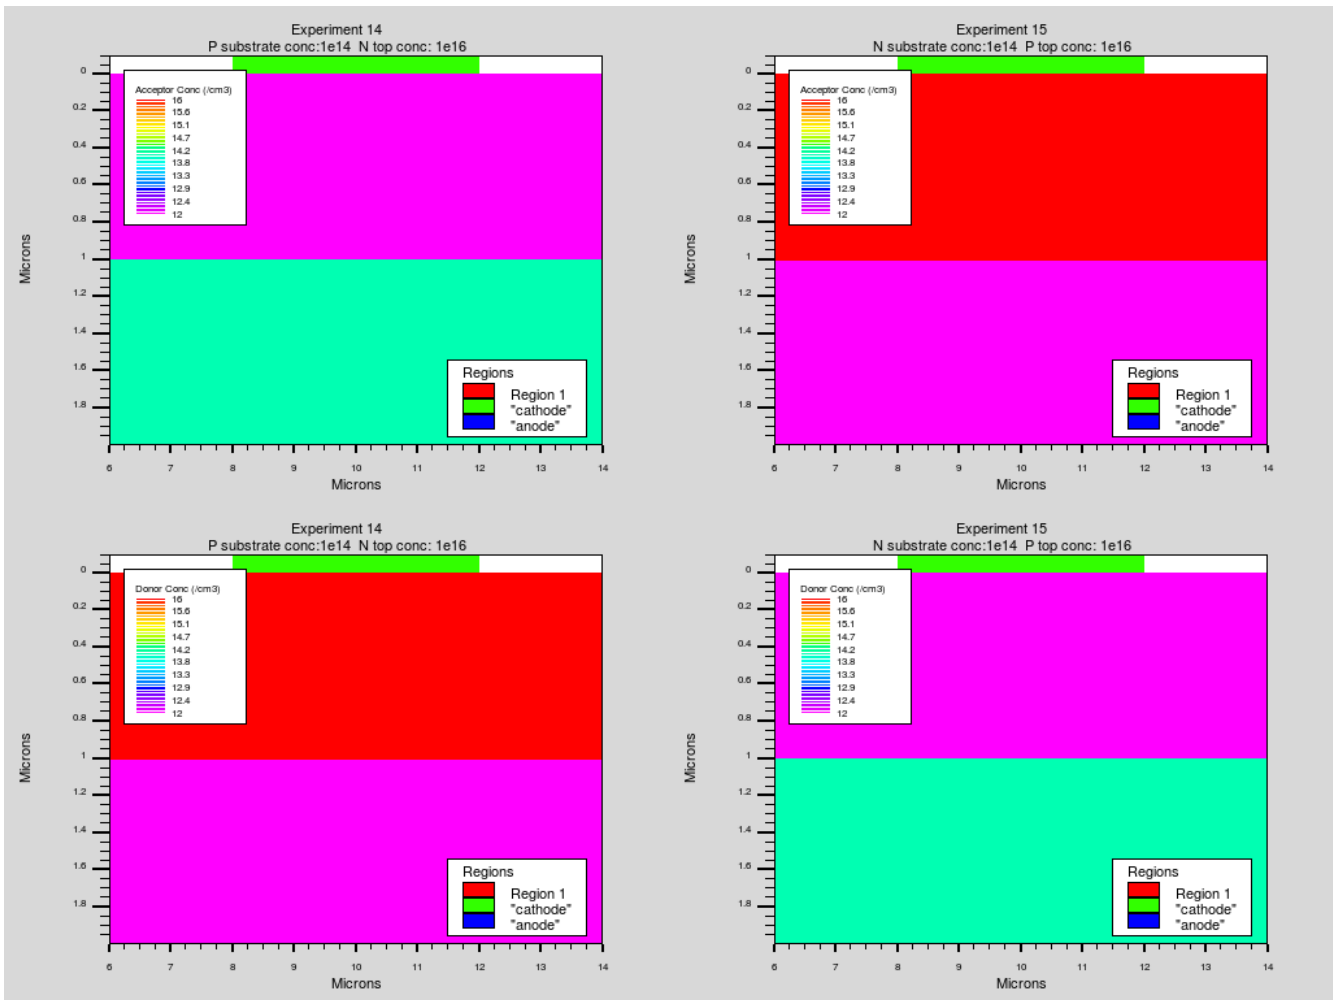 Experiment 14
P substrate conc:1e14 N top conc: 1e16
Acceptor Conc (/cm3)
16
15.6
15.1
14.7
14.2
13.8
13.3
12.9
12.4
12
0
0.2
0.4
0.6
0.8
1
1.2
1.4
1.6
1.8
Microns
Regions
Region 1
"cathode"
"anode"
6 7 8 9 10 11 12 13 14
Microns
Experiment 15
N substrate conc:1e14 P top conc: 1e16
Acceptor Conc (/cm3)
16
15.6
15.1
14.7
14.2
13.8
13.3
12.9
12.4
12
0
0.2
0.4
0.6
0.8
1
1.2
1.4
1.6
1.8
Microns
Regions
Region 1
"cathode"
"anode"
6 7 8 9 10 11 12 13 14
Microns
Experiment 14
P substrate conc:1e14 N top conc: 1e16
Donor Conc (/cm3)
16
15.6
15.1
14.7
14.2
13.8
13.3
12.9
12.4
12
0
0.2
0.4
0.6
0.8
1
1.2
1.4
1.6
1.8
Microns
Regions
Region 1
"cathode"
"anode"
6 7 8 9 10 11 12 13 14
Microns
Experiment 15
N substrate conc:1e14 P top conc: 1e16
Donor Conc (/cm3)
16
15.6
15.1
14.7
14.2
13.8
13.3
12.9
12.4
12
0
0.2
0.4
0.6
0.8
1
1.2
1.4
1.6
1.8
Microns
Regions
Region 1
"cathode"
"anode"
6 7 8 9 10 11 12 13 14
Microns